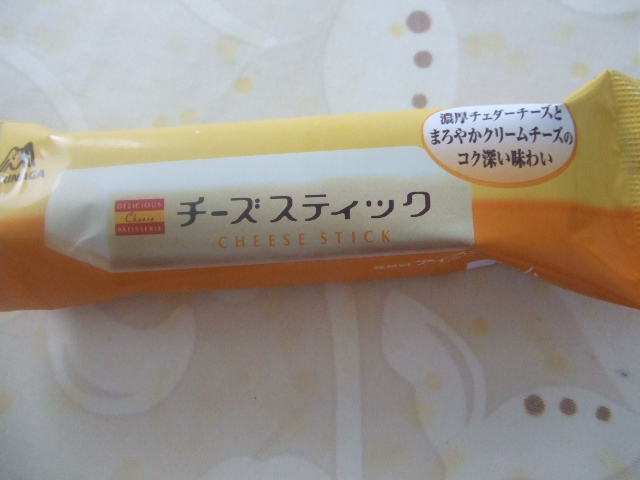 濃厚チェダーチーズと
まろやかクリームチーズの
コク深い味わい
DELICIOUS
Cheese
PATISSERIE
チーズスティック
CHEESE STICK